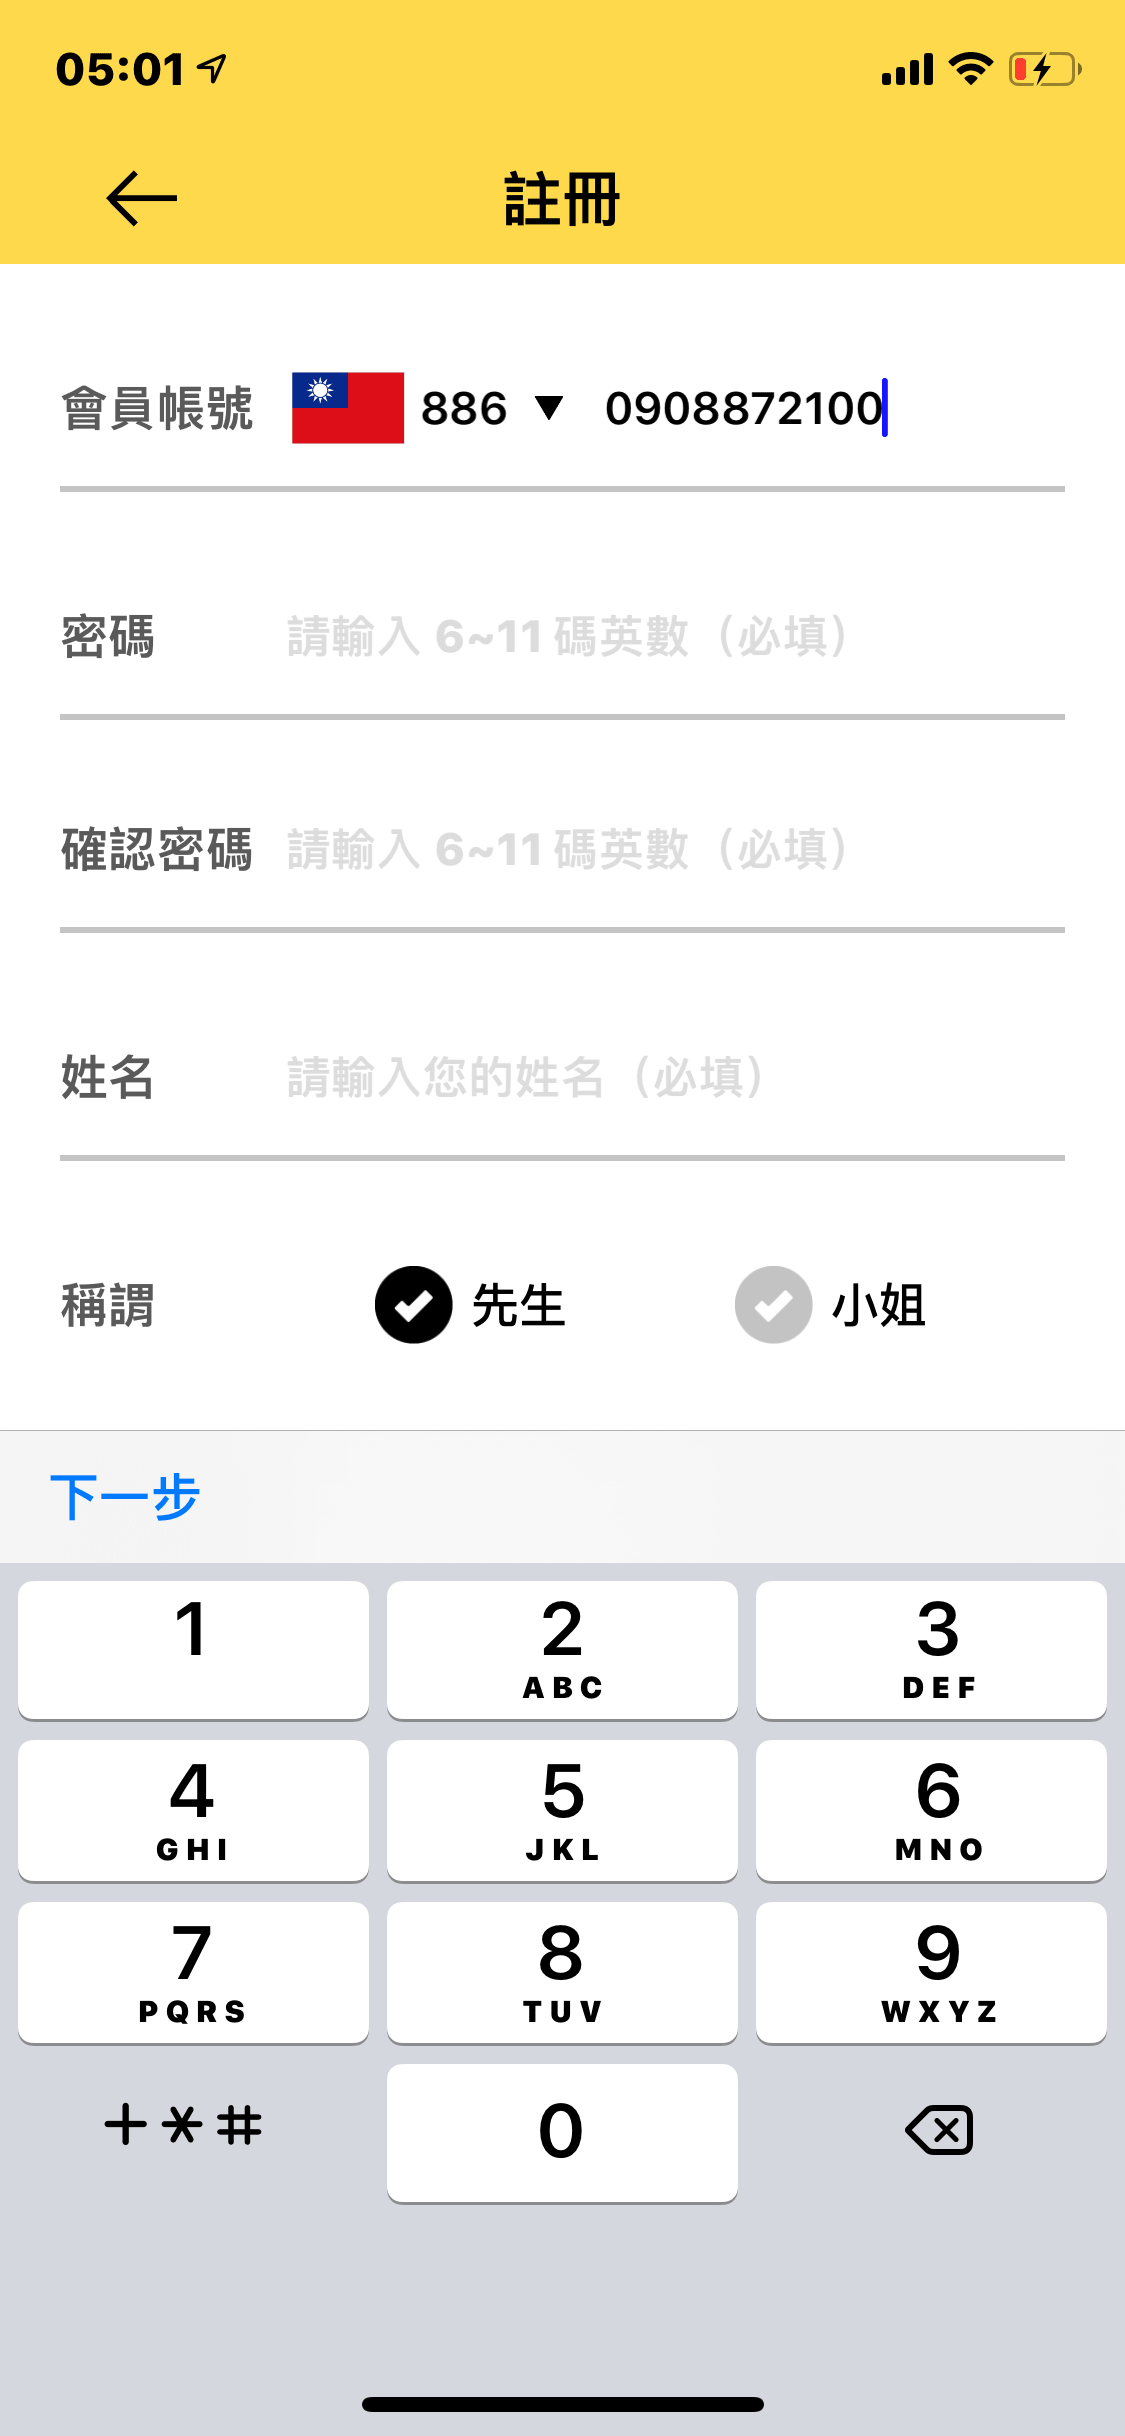 05:01
註冊
會員帳號 886 ▼ 0908872100
密碼 請輸入 6~11 碼英數（必填）
確認密碼 請輸入 6~11 碼英數（必填）
姓名 請輸入您的姓名（必填）
稱謂 先生 小姐
下一步
1 2 3
ABC DEF
4 5 6
GHI JKL MNO
7 8 9
PQRS TUV WXYZ
+*# 0